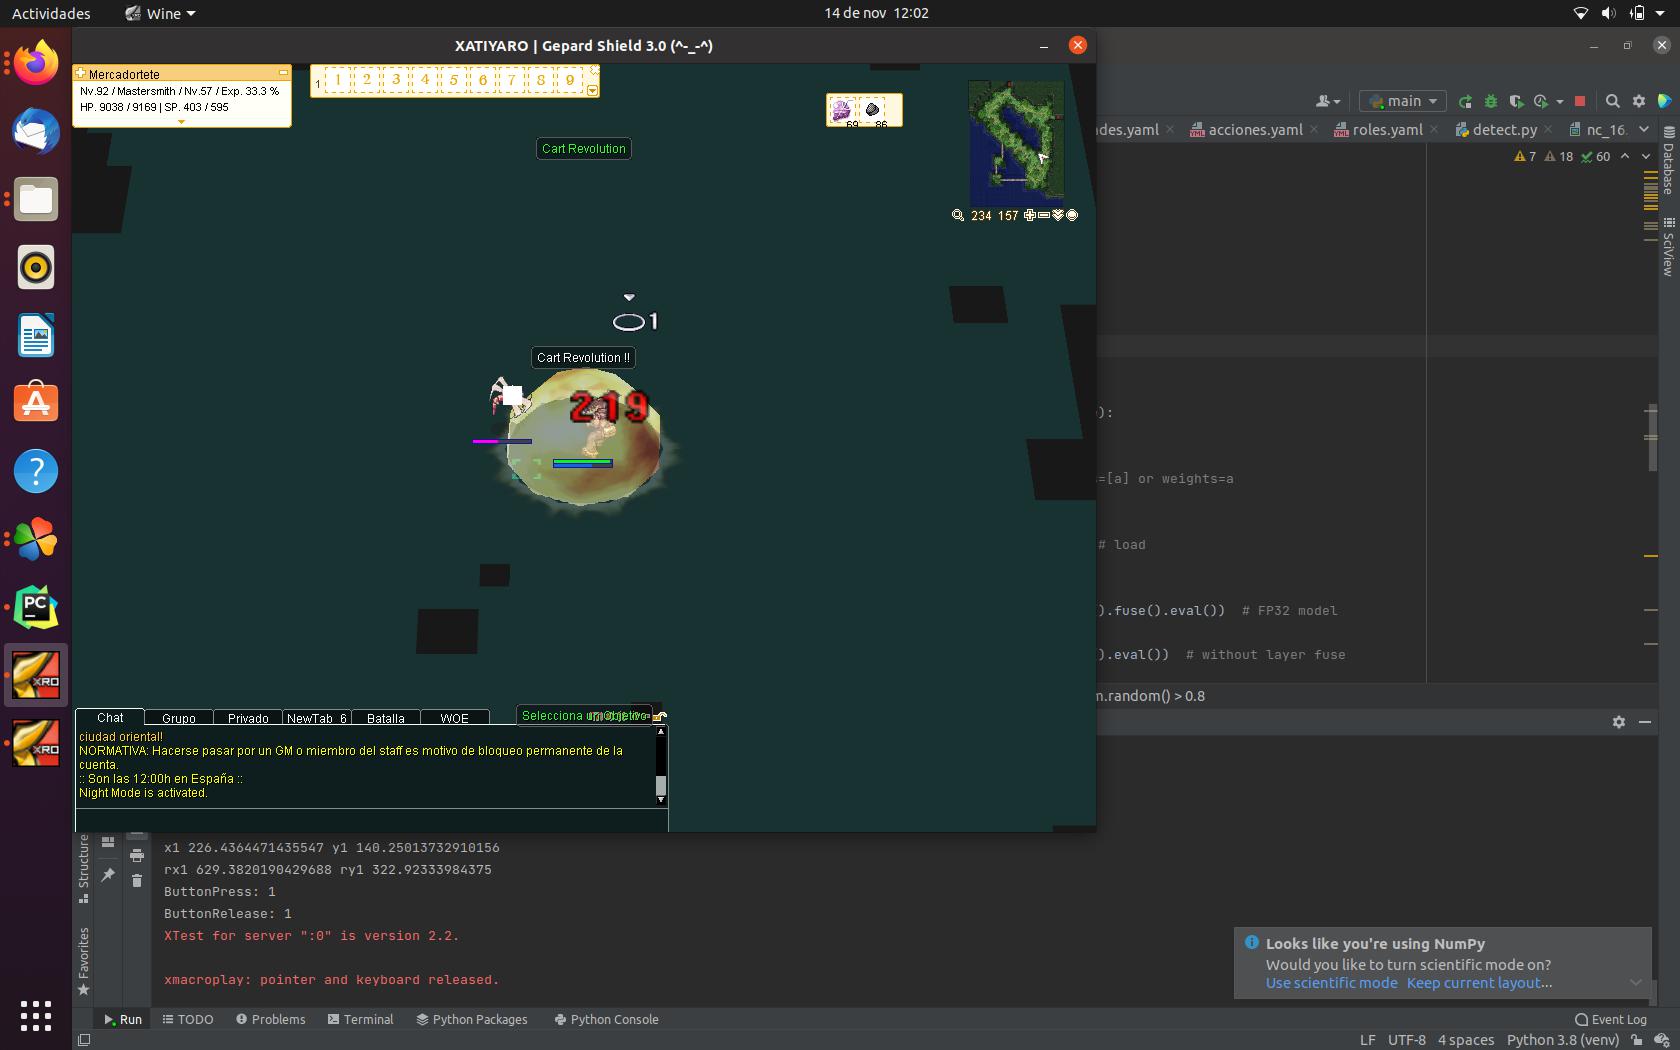 Actividades
Wine
14 de nov 12:02
XATIYARO | Gepard Shield 3.0 (^-_-^)
Mercadortete
Nv.92 / Mastersmith / Nv.57 / Exp. 33.3 %
HP. 9038 / 9169 | SP. 403 / 595
1 1 2 3 4 5 6 7 8 9
69 86
Cart Revolution
234 157
1
Cart Revolution !!
219
main
des.yaml
acciones.yaml
roles.yaml
detect.py
nc_16.
7 18 60
Database
SciView
):
s=[a] or weights=a
# load
).fuse().eval()) # FP32 model
).eval()) # without layer fuse
m.random() > 0.8
Chat Grupo Privado NewTab_6 Batalla WOE
Selecciona un Objetivo
ciudad oriental!
NORMATIVA: Hacerse pasar por un GM o miembro del staff es motivo de bloqueo permanente de la
cuenta.
:: Son las 12:00h en España ::
Night Mode is activated.
x1 226.4364471435547 y1 140.25013732910156
rx1 629.3820190429688 ry1 322.92333984375
ButtonPress: 1
ButtonRelease: 1
XTest for server ":0" is version 2.2.
xmacroplay: pointer and keyboard released.
Structure
Favorites
PC
XRO
XRO
Looks like you're using NumPy
Would you like to turn scientific mode on?
Use scientific mode Keep current layout...
Run TODO Problems Terminal Python Packages Python Console
Event Log
LF UTF-8 4 spaces Python 3.8 (venv)